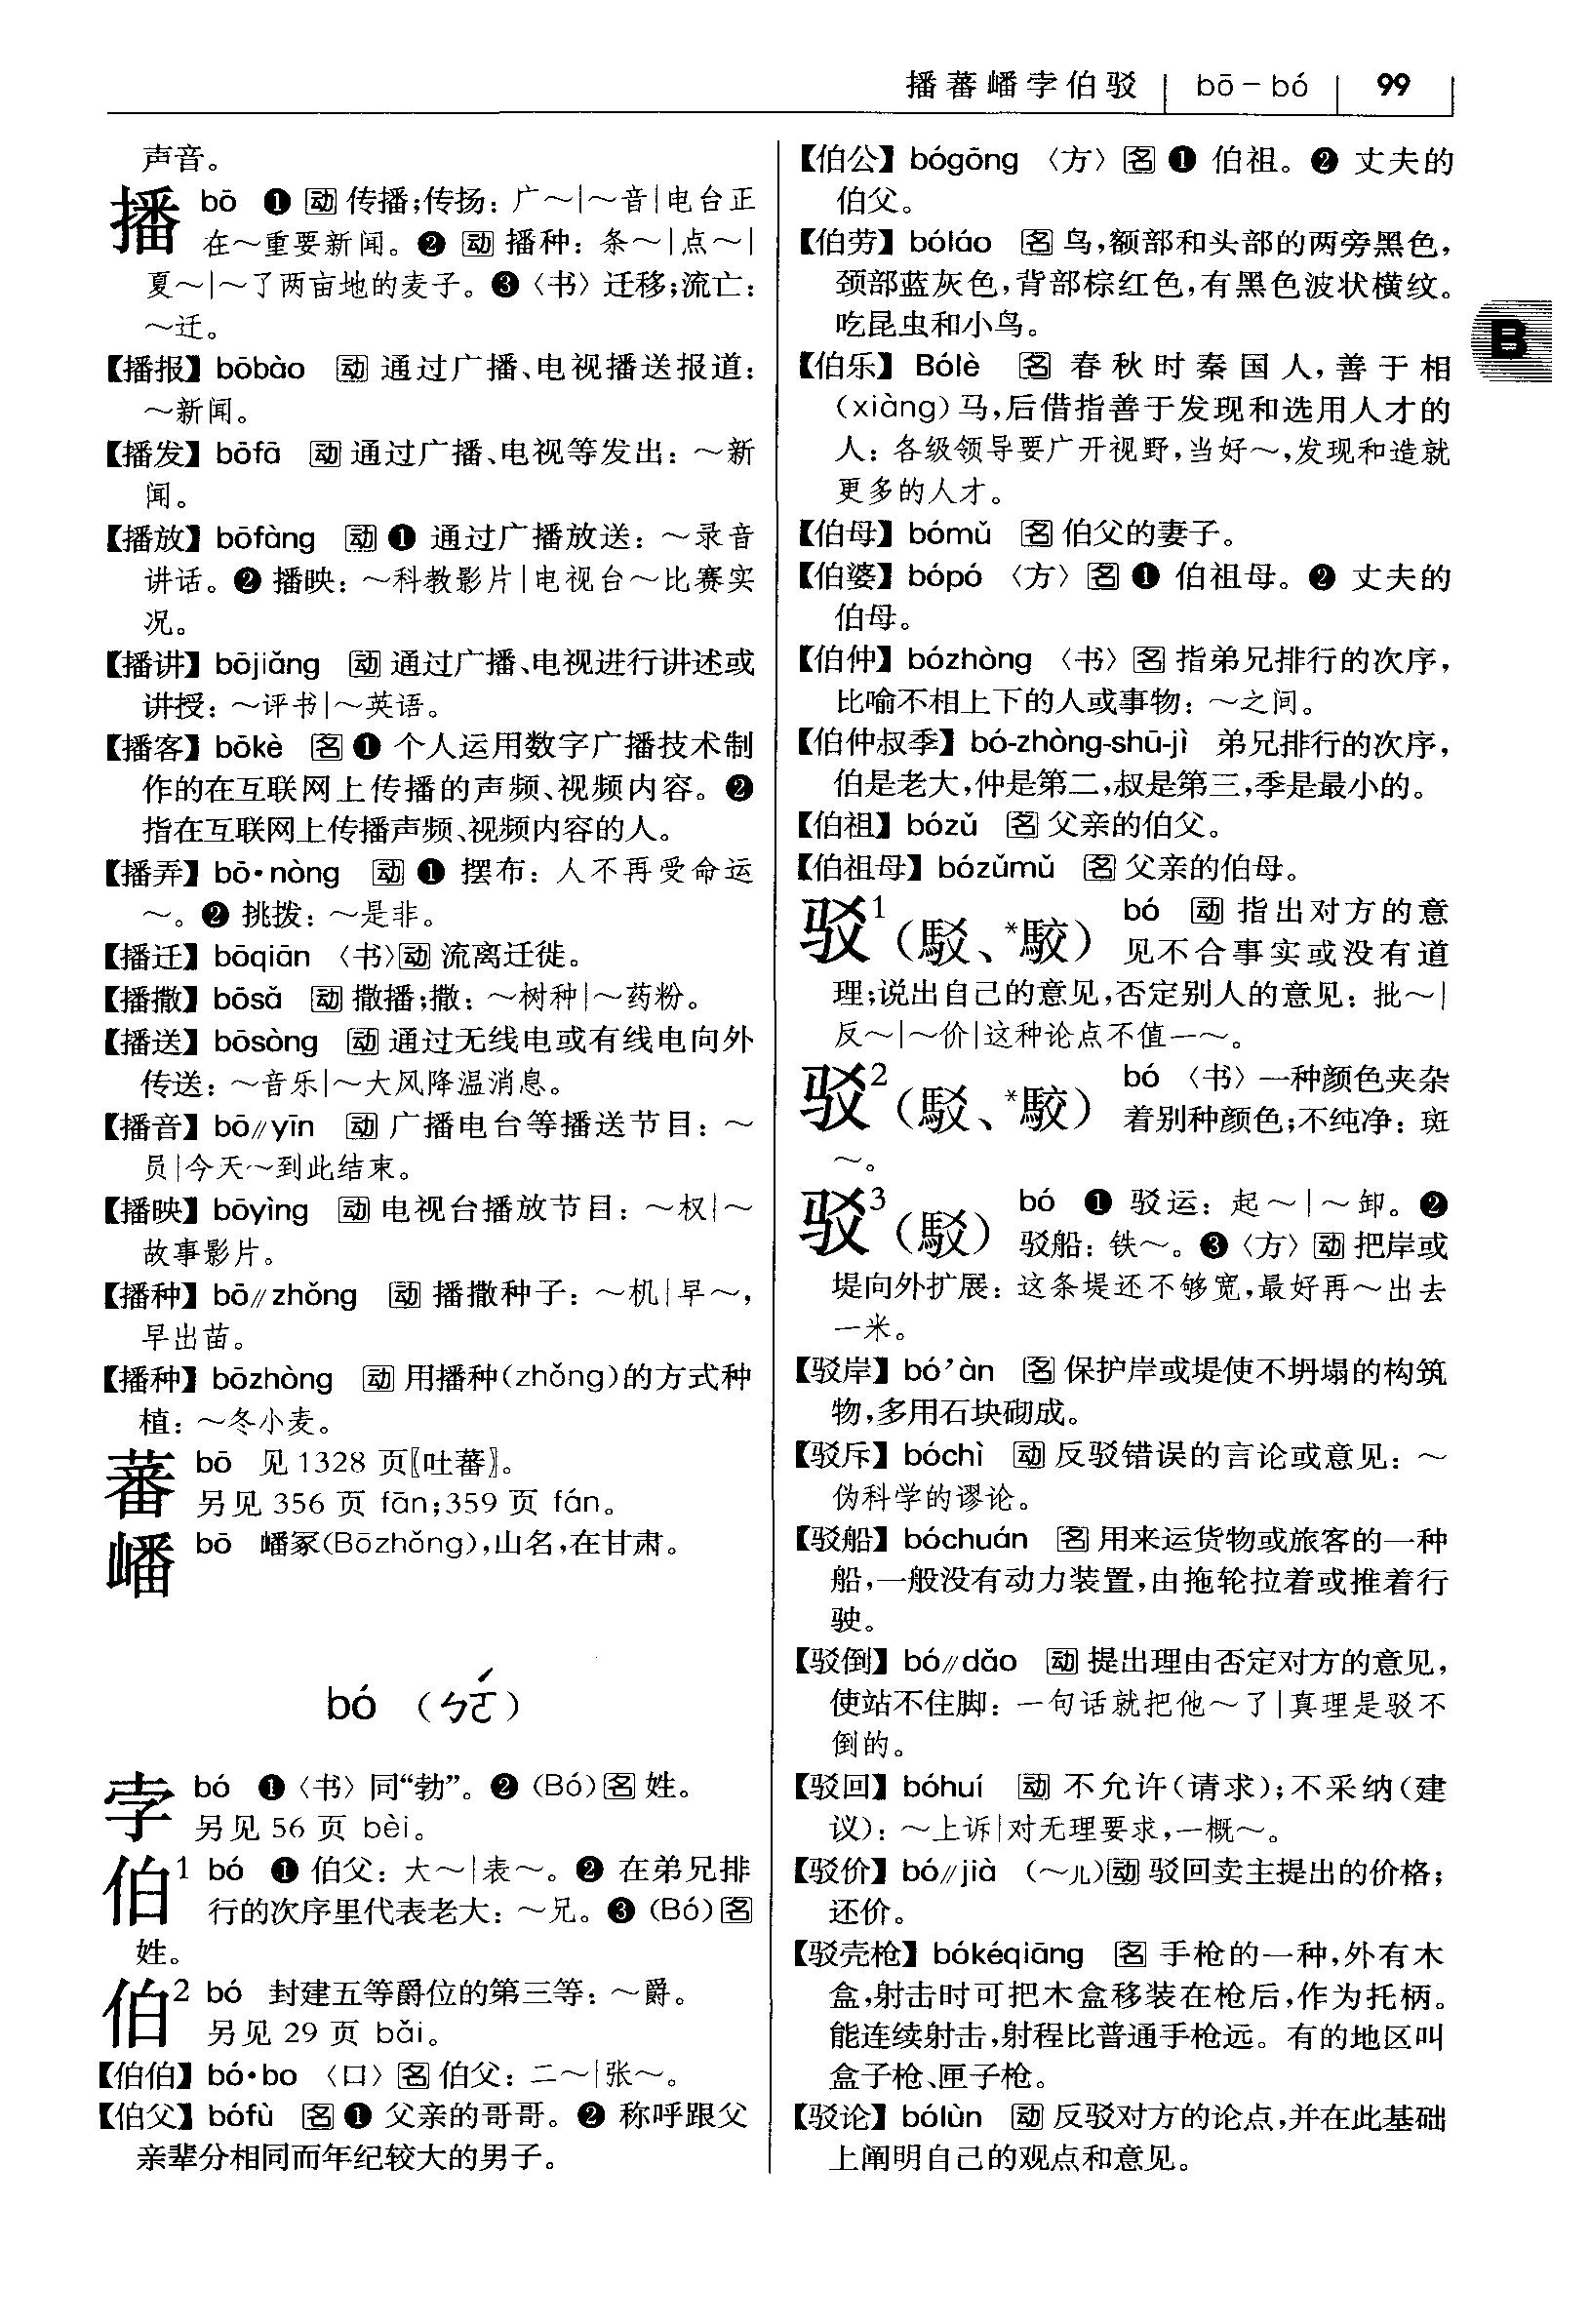 播蕃嶓孛伯驳 | bō-bó | 99
声音。
播 bō ❶ 动 传播;传扬: 广～|～音|电台正
在～重要新闻。❷ 动 播种: 条～|点～|
夏～|～了两亩地的麦子。❸〈书〉迁移;流亡:
～迁。
【播报】bōbào 动 通过广播、电视播送报道:
～新闻。
【播发】bōfā 动 通过广播、电视等发出: ～新
闻。
【播放】bōfàng 动 ❶ 通过广播放送: ～录音
讲话。❷ 播映: ～科教影片|电视台～比赛实
况。
【播讲】bōjiǎng 动 通过广播、电视进行讲述或
讲授: ～评书|～英语。
【播客】bōkè 名 ❶ 个人运用数字广播技术制
作的在互联网上传播的声频、视频内容。❷
指在互联网上传播声频、视频内容的人。
【播弄】bō·nòng 动 ❶ 摆布: 人不再受命运
～。❷ 挑拨: ～是非。
【播迁】bōqiān 〈书〉动 流离迁徙。
【播撒】bōsǎ 动 撒播;撒: ～树种|～药粉。
【播送】bōsòng 动 通过无线电或有线电向外
传送: ～音乐|～大风降温消息。
【播音】bō//yīn 动 广播电台等播送节目: ～
员|今天～到此结束。
【播映】bōyìng 动 电视台播放节目: ～权|～
故事影片。
【播种】bō//zhǒng 动 播撒种子: ～机|早～,
早出苗。
【播种】bōzhòng 动 用播种(zhǒng)的方式种
植: ～冬小麦。
蕃 bō 见1328 页〖吐蕃〗。
另见 356 页 fān;359 页 fán。
嶓 bō 嶓冢(Bōzhǒng),山名,在甘肃。
B
bó (ㄅㄛˊ)
孛 bó ❶〈书〉同“勃”。❷ (Bó) 名 姓。
另见 56 页 bèi。
伯1 bó ❶ 伯父: 大～|表～。❷ 在弟兄排
行的次序里代表老大: ～兄。❸ (Bó) 名
姓。
伯2 bó 封建五等爵位的第三等: ～爵。
另见 29 页 bǎi。
【伯伯】bó·bo 〈口〉名 伯父: 二～|张～。
【伯父】bófù 名 ❶ 父亲的哥哥。❷ 称呼跟父
亲辈分相同而年纪较大的男子。
【伯公】bógōng 〈方〉名 ❶ 伯祖。❷ 丈夫的
伯父。
【伯劳】bóláo 名 鸟,额部和头部的两旁黑色,
颈部蓝灰色,背部棕红色,有黑色波状横纹。
吃昆虫和小鸟。
【伯乐】Bólè 名 春秋时秦国人,善于相
(xiàng)马,后借指善于发现和选用人才的
人: 各级领导要广开视野,当好～,发现和造就
更多的人才。
【伯母】bómǔ 名 伯父的妻子。
【伯婆】bópó 〈方〉名 ❶ 伯祖母。❷ 丈夫的
伯母。
【伯仲】bózhòng 〈书〉名 指弟兄排行的次序,
比喻不相上下的人或事物: ～之间。
【伯仲叔季】bó-zhòng-shū-jì 弟兄排行的次序,
伯是老大,仲是第二,叔是第三,季是最小的。
【伯祖】bózǔ 名 父亲的伯父。
【伯祖母】bózǔmǔ 名 父亲的伯母。
驳1(駁、*駮) bó 动 指出对方的意
见不合事实或没有道
理;说出自己的意见,否定别人的意见: 批～|
反～|～价|这种论点不值一～。
驳2(駁、*駮) bó 〈书〉一种颜色夹杂
着别种颜色;不纯净: 斑
～。
驳3(駁) bó ❶ 驳运: 起～|～卸。❷
驳船: 铁～。❸〈方〉动 把岸或
堤向外扩展: 这条堤还不够宽,最好再～出去
一米。
【驳岸】bó’àn 名 保护岸或堤使不坍塌的构筑
物,多用石块砌成。
【驳斥】bóchì 动 反驳错误的言论或意见: ～
伪科学的谬论。
【驳船】bóchuán 名 用来运货物或旅客的一种
船,一般没有动力装置,由拖轮拉着或推着行
驶。
【驳倒】bó//dǎo 动 提出理由否定对方的意见,
使站不住脚: 一句话就把他～了|真理是驳不
倒的。
【驳回】bóhuí 动 不允许(请求);不采纳(建
议): ～上诉|对无理要求,一概～。
【驳价】bó//jià (～儿)动 驳回卖主提出的价格;
还价。
【驳壳枪】bókéqiāng 名 手枪的一种,外有木
盒,射击时可把木盒移装在枪后,作为托柄。
能连续射击,射程比普通手枪远。有的地区叫
盒子枪、匣子枪。
【驳论】bólùn 动 反驳对方的论点,并在此基础
上阐明自己的观点和意见。